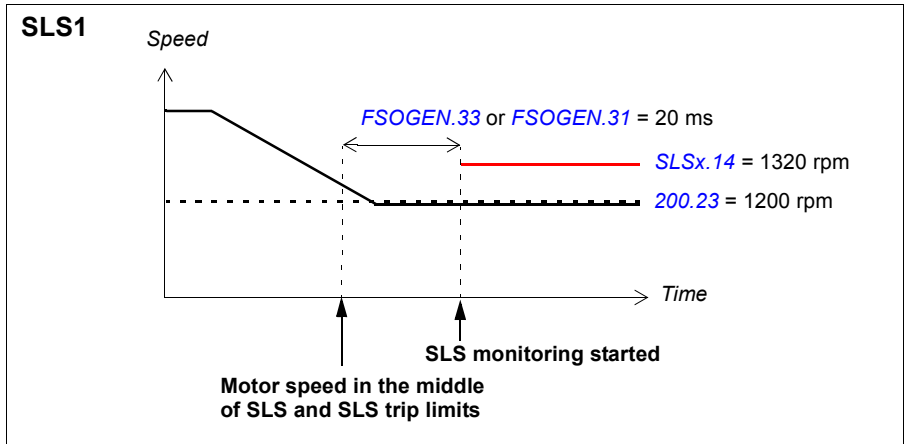 SLS1
Speed
FSOGEN.33 or FSOGEN.31 = 20 ms
SLSx.14 = 1320 rpm
200.23 = 1200 rpm
Time
SLS monitoring started
Motor speed in the middle
of SLS and SLS trip limits